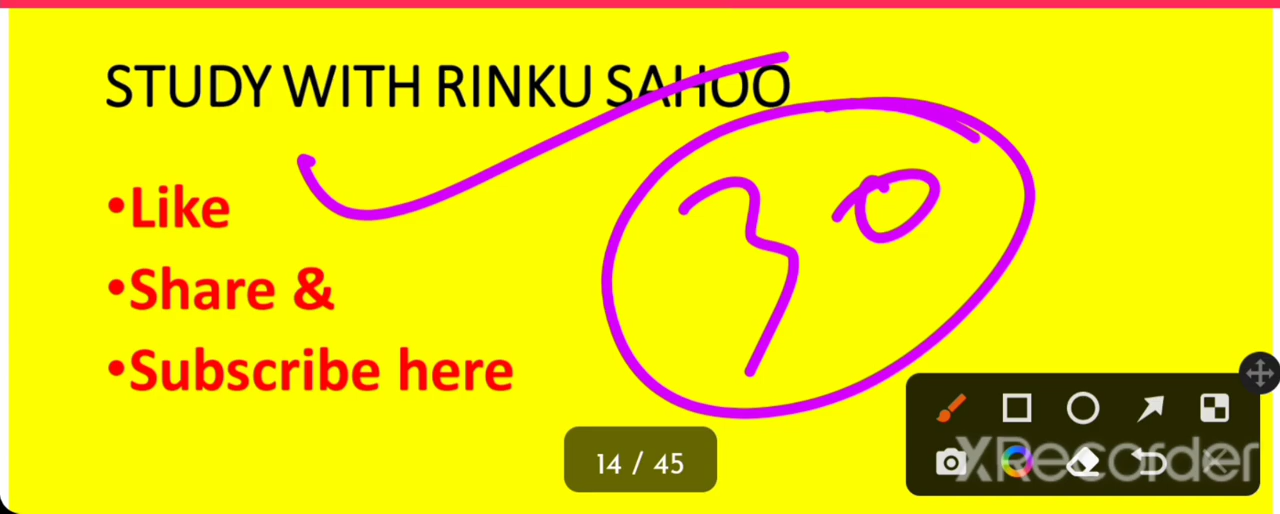 STUDY WITH RINKU SAHOO
•Like
•Share &
•Subscribe here
30
14 / 45
XRecorder